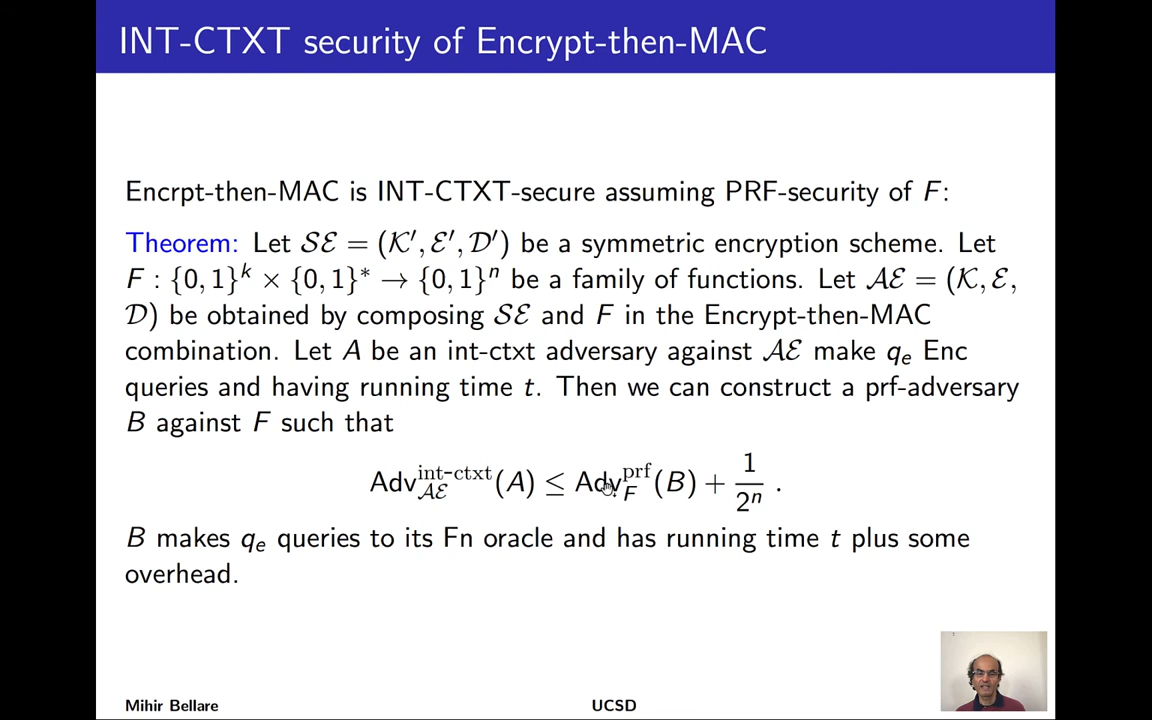 INT-CTXT security of Encrypt-then-MAC
Encrpt-then-MAC is INT-CTXT-secure assuming PRF-security of F:
Theorem: Let 𝒮ℰ = (𝒦′, ℰ′, 𝒟′) be a symmetric encryption scheme. Let
F : {0, 1}^k × {0, 1}^* → {0, 1}^n be a family of functions. Let 𝒜ℰ = (𝒦, ℰ,
𝒟) be obtained by composing 𝒮ℰ and F in the Encrypt-then-MAC
combination. Let A be an int-ctxt adversary against 𝒜ℰ make q_e Enc
queries and having running time t. Then we can construct a prf-adversary
B against F such that
Adv^{int-ctxt}_{𝒜ℰ}(A) ≤ Adv^{prf}_F(B) + 1/2^n .
B makes q_e queries to its Fn oracle and has running time t plus some
overhead.
Mihir Bellare UCSD